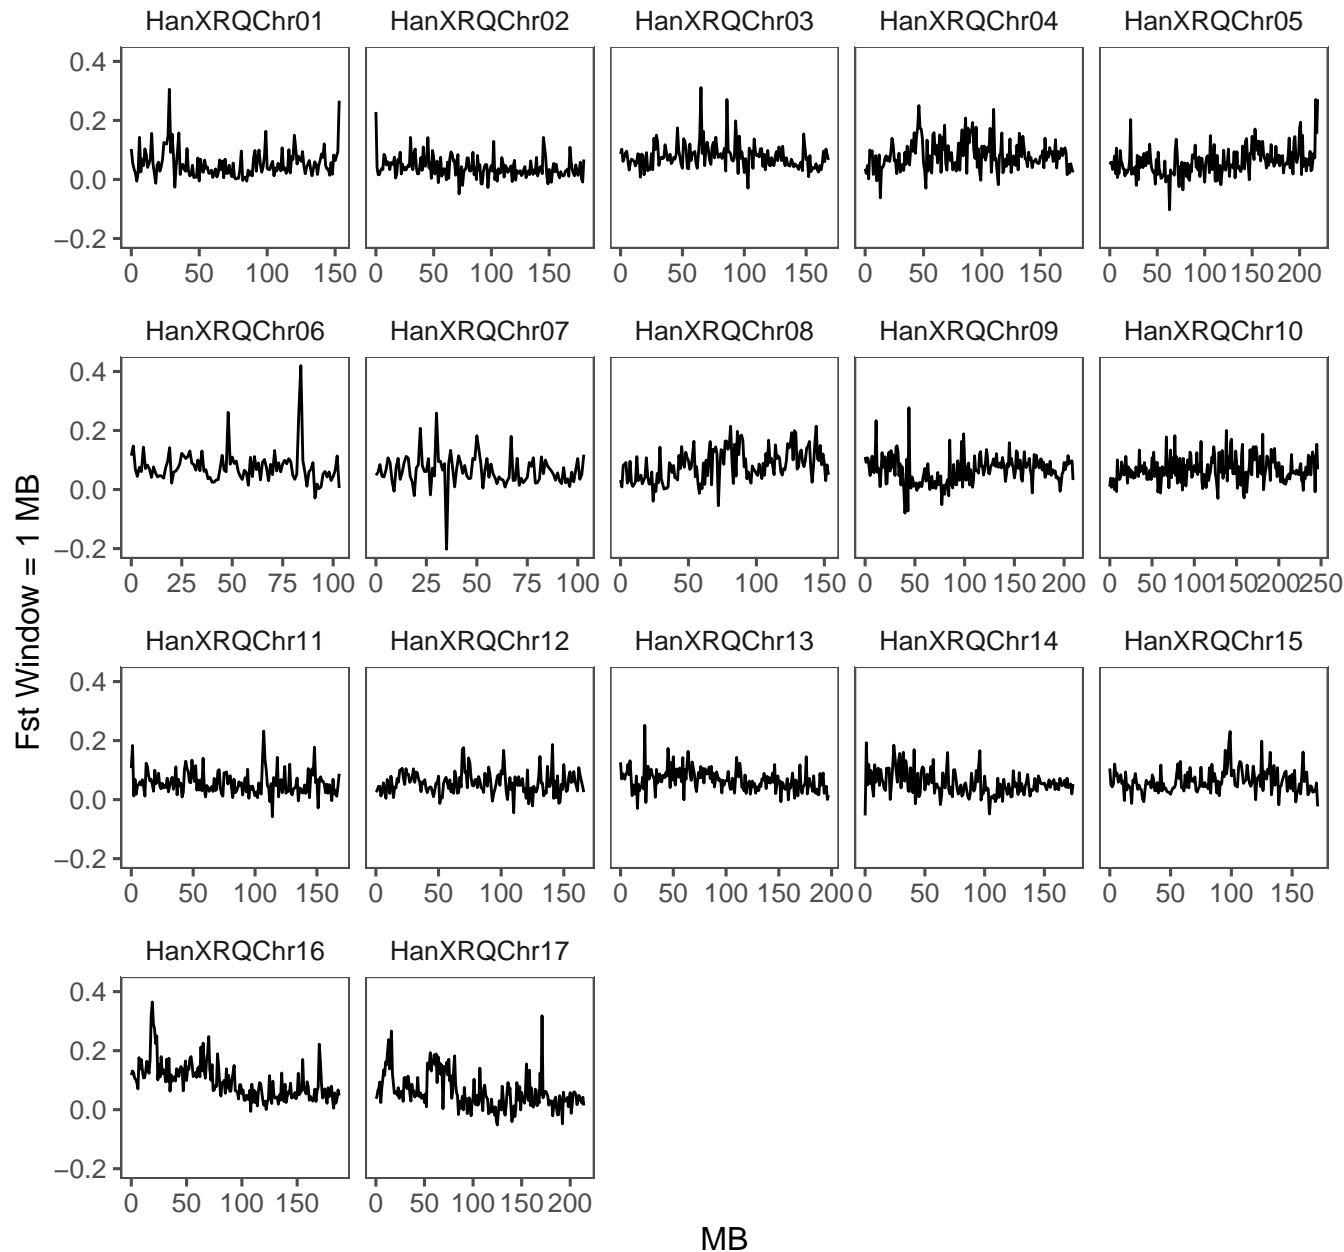 HanXRQChr01 HanXRQChr02 HanXRQChr03 HanXRQChr04 HanXRQChr05
0.4
0.2
0.0
−0.2
0 50 100 150 0 50 100 150 0 50 100 150 0 50 100 150 0 50 100 150 200
HanXRQChr06 HanXRQChr07 HanXRQChr08 HanXRQChr09 HanXRQChr10
0.4
0.2
0.0
−0.2
0 25 50 75 100 0 25 50 75 100 0 50 100 150 0 50 100 150 200 0 50 100 150 200 250
Fst Window = 1 MB
HanXRQChr11 HanXRQChr12 HanXRQChr13 HanXRQChr14 HanXRQChr15
0.4
0.2
0.0
−0.2
0 50 100 150 0 50 100 150 0 50 100 150 200 0 50 100 150 0 50 100 150
HanXRQChr16 HanXRQChr17
0.4
0.2
0.0
−0.2
0 50 100 150 0 50 100 150 200
MB